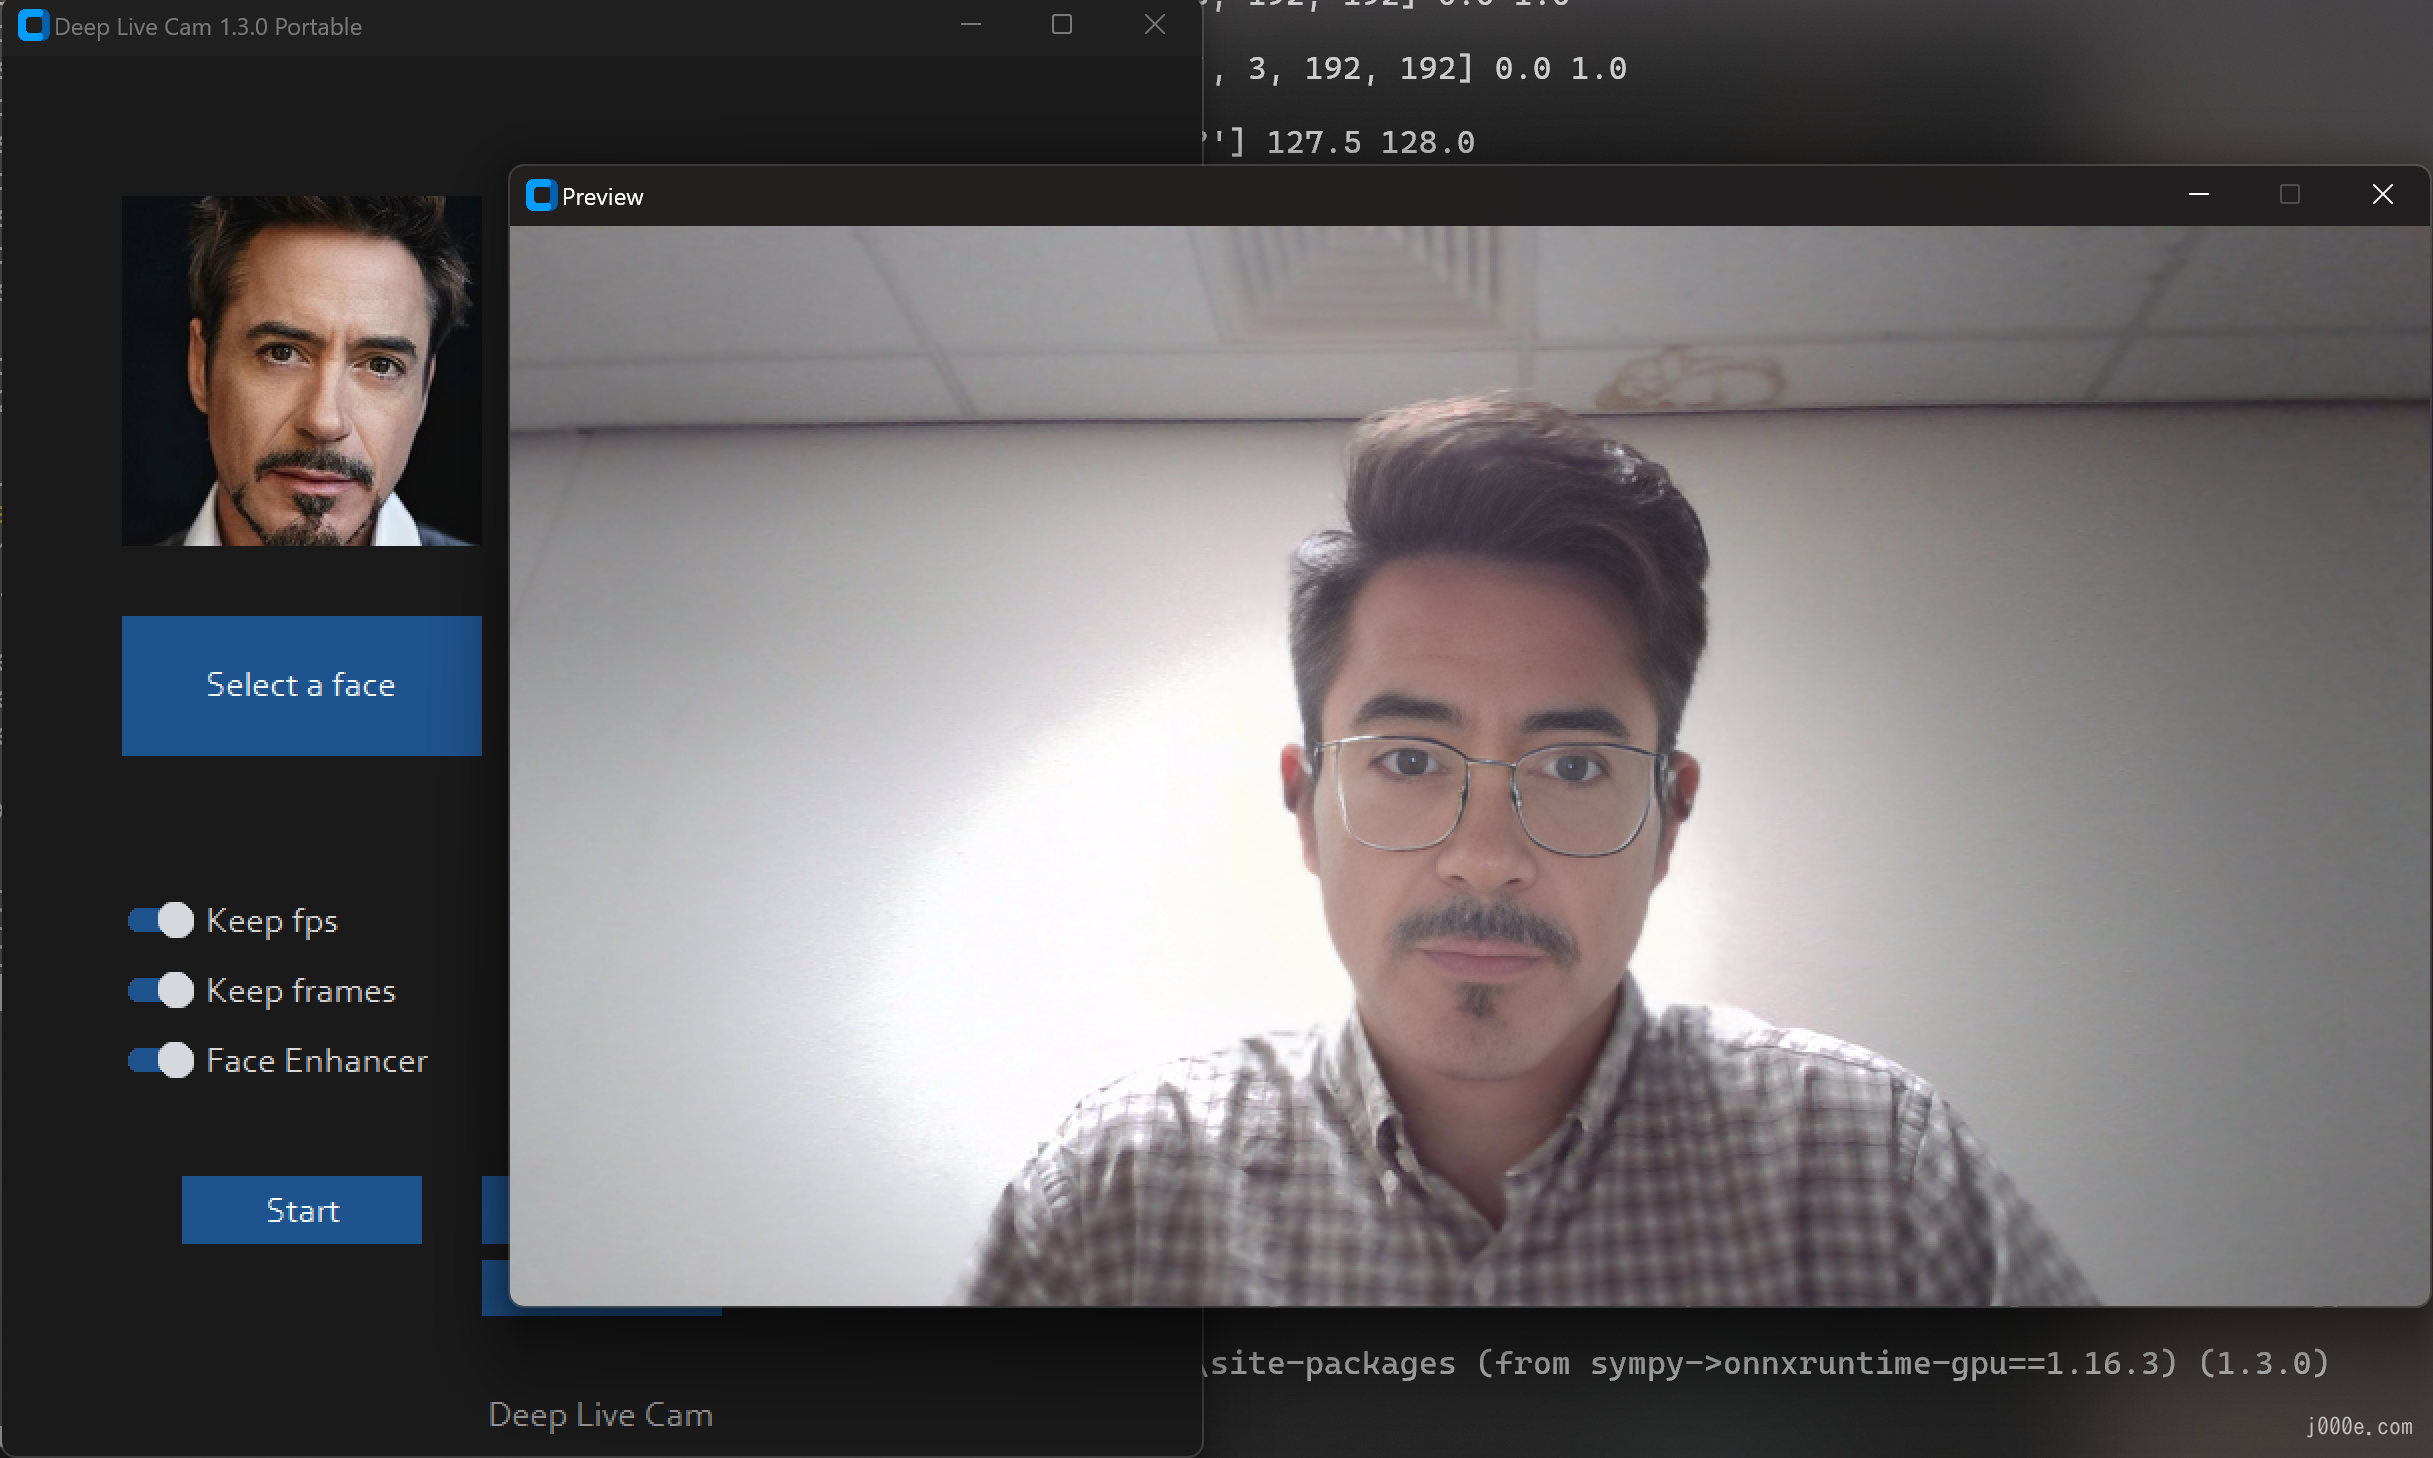 Deep Live Cam 1.3.0 Portable
, 192, 192] 0.0 1.0
, 3, 192, 192] 0.0 1.0
'] 127.5 128.0
Preview
Select a face
Keep fps
Keep frames
Face Enhancer
Start
\site-packages (from sympy->onnxruntime-gpu==1.16.3) (1.3.0)
Deep Live Cam
j000e.com